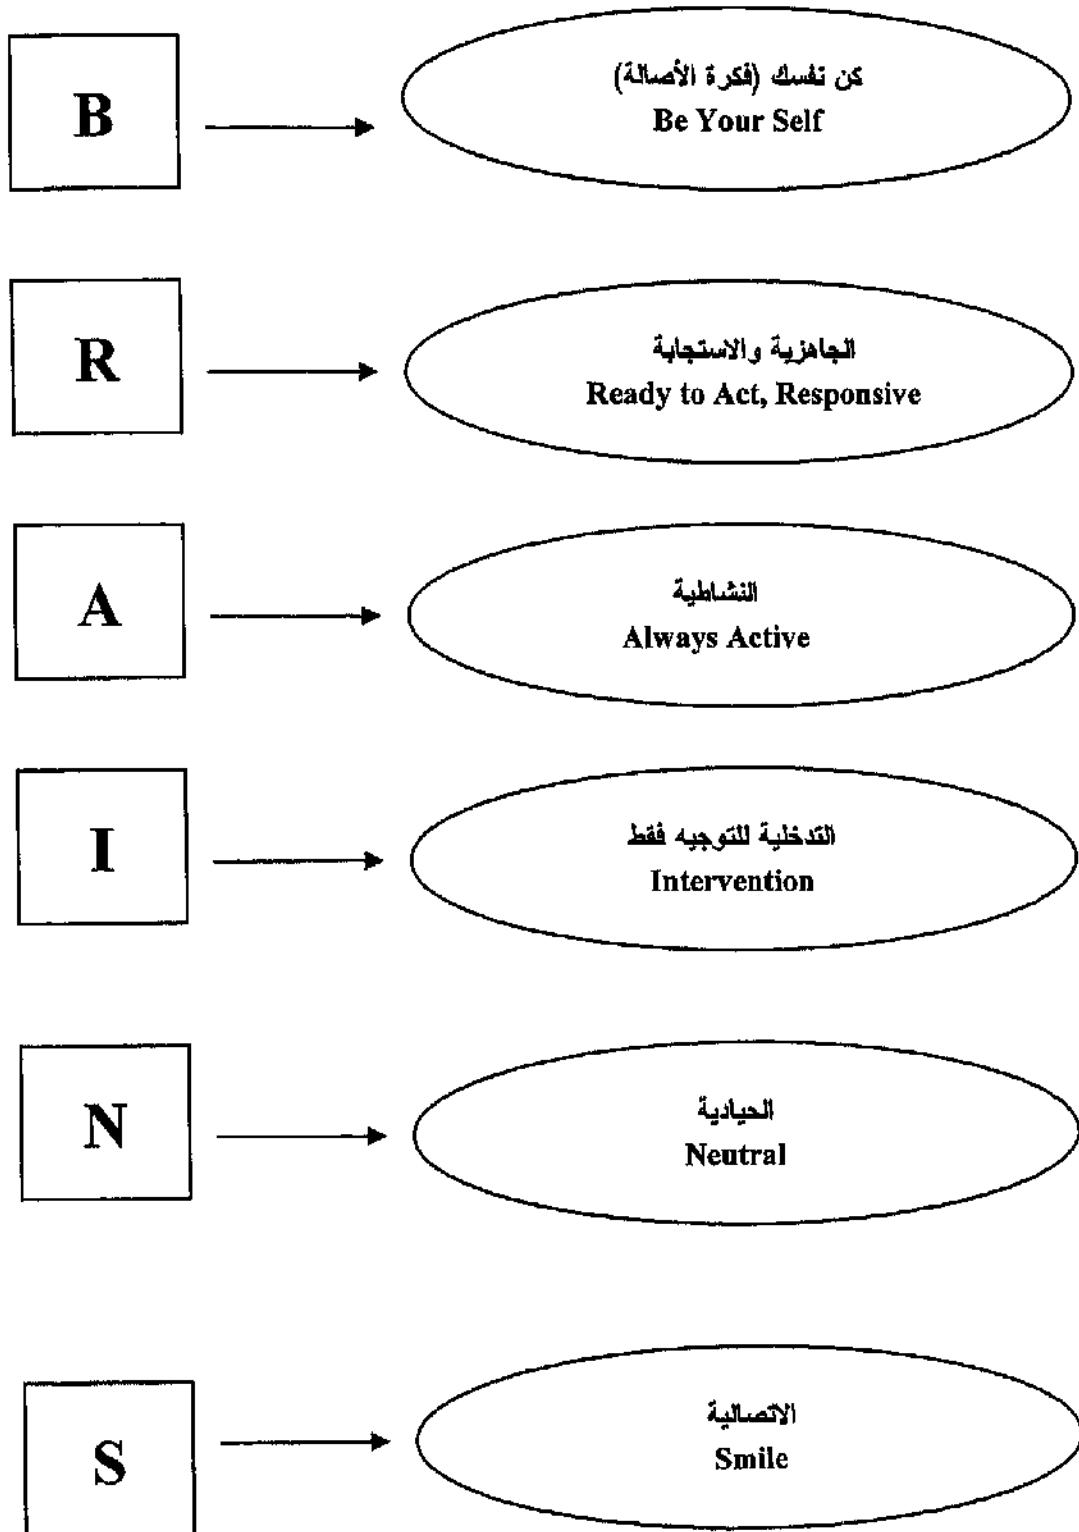 B
كن نفسك (فكرة الأصالة)
Be Your Self
R
الجاهزية والاستجابة
Ready to Act, Responsive
A
النشاطية
Always Active
I
التدخلية للتوجيه فقط
Intervention
N
الحيادية
Neutral
S
الاتصالية
Smile